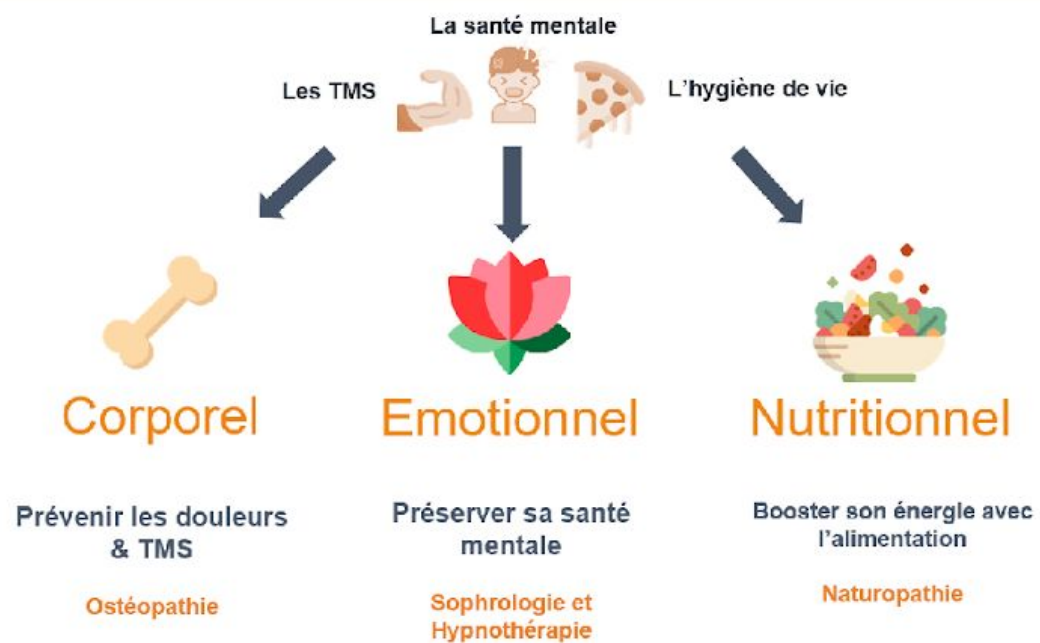 La santé mentale
Les TMS
L'hygiène de vie
Corporel
Emotionnel
Nutritionnel
Prévenir les douleurs
& TMS
Préserver sa santé
mentale
Booster son énergie avec
l'alimentation
Ostéopathie
Sophrologie et
Hypnothérapie
Naturopathie